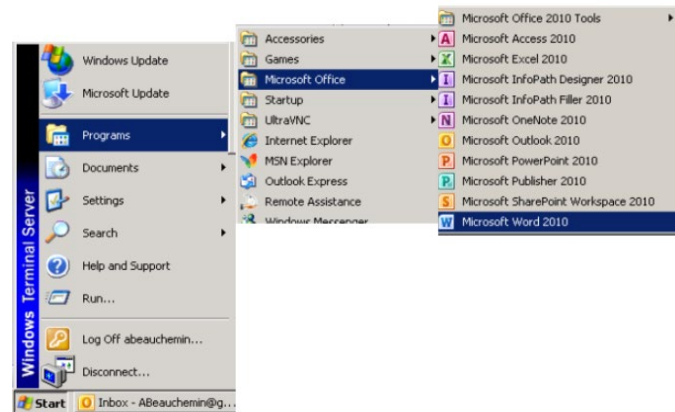 Windows Terminal Server
Windows Update
Microsoft Update
Programs
Documents
Settings
Search
Help and Support
Run...
Log Off abeauchemin...
Disconnect...
Start
Inbox - ABeauchemin@g...
Accessories
Games
Microsoft Office
Startup
UltraVNC
Internet Explorer
MSN Explorer
Outlook Express
Remote Assistance
Windows Messenger
Microsoft Office 2010 Tools
Microsoft Access 2010
Microsoft Excel 2010
Microsoft InfoPath Designer 2010
Microsoft InfoPath Filler 2010
Microsoft OneNote 2010
Microsoft Outlook 2010
Microsoft PowerPoint 2010
Microsoft Publisher 2010
Microsoft SharePoint Workspace 2010
Microsoft Word 2010